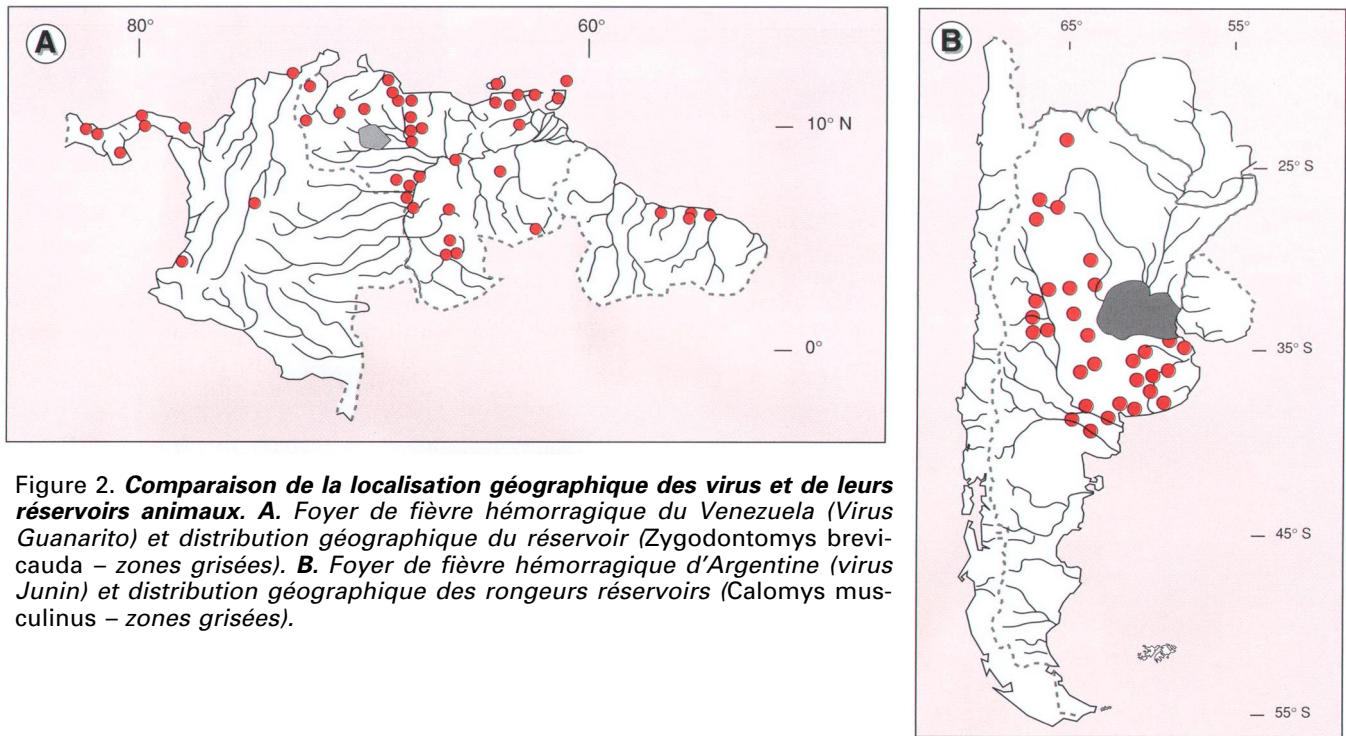 A
80°
60°
10° N
0°
B
65°
55°
25° S
35° S
45° S
55° S
Figure 2. Comparaison de la localisation géographique des virus et de leurs
réservoirs animaux. A. Foyer de fièvre hémorragique du Venezuela (Virus
Guanarito) et distribution géographique du réservoir (Zygodontomys brevi-
cauda – zones grisées). B. Foyer de fièvre hémorragique d'Argentine (virus
Junin) et distribution géographique des rongeurs réservoirs (Calomys mus-
culinus – zones grisées).